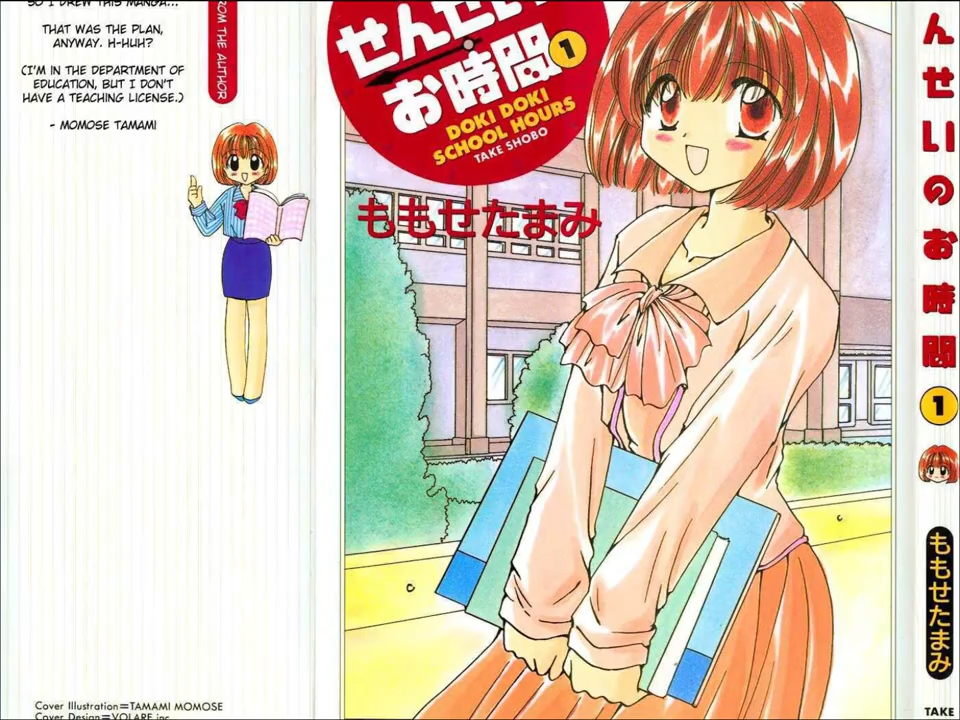 SO I DREW THIS MANGA...
THAT WAS THE PLAN,
ANYWAY. H-HUH?
(I'M IN THE DEPARTMENT OF
EDUCATION, BUT I DON'T
HAVE A TEACHING LICENSE.)
- MOMOSE TAMAMI
FROM THE AUTHOR
Cover Illustration=TAMAMI MOMOSE
Cover Design=VOLARE inc.
せんせいの
お時間 1
DOKI DOKI
SCHOOL HOURS
TAKE SHOBO
ももせたまみ
んせいのお時間
1
ももせたまみ
TAKE